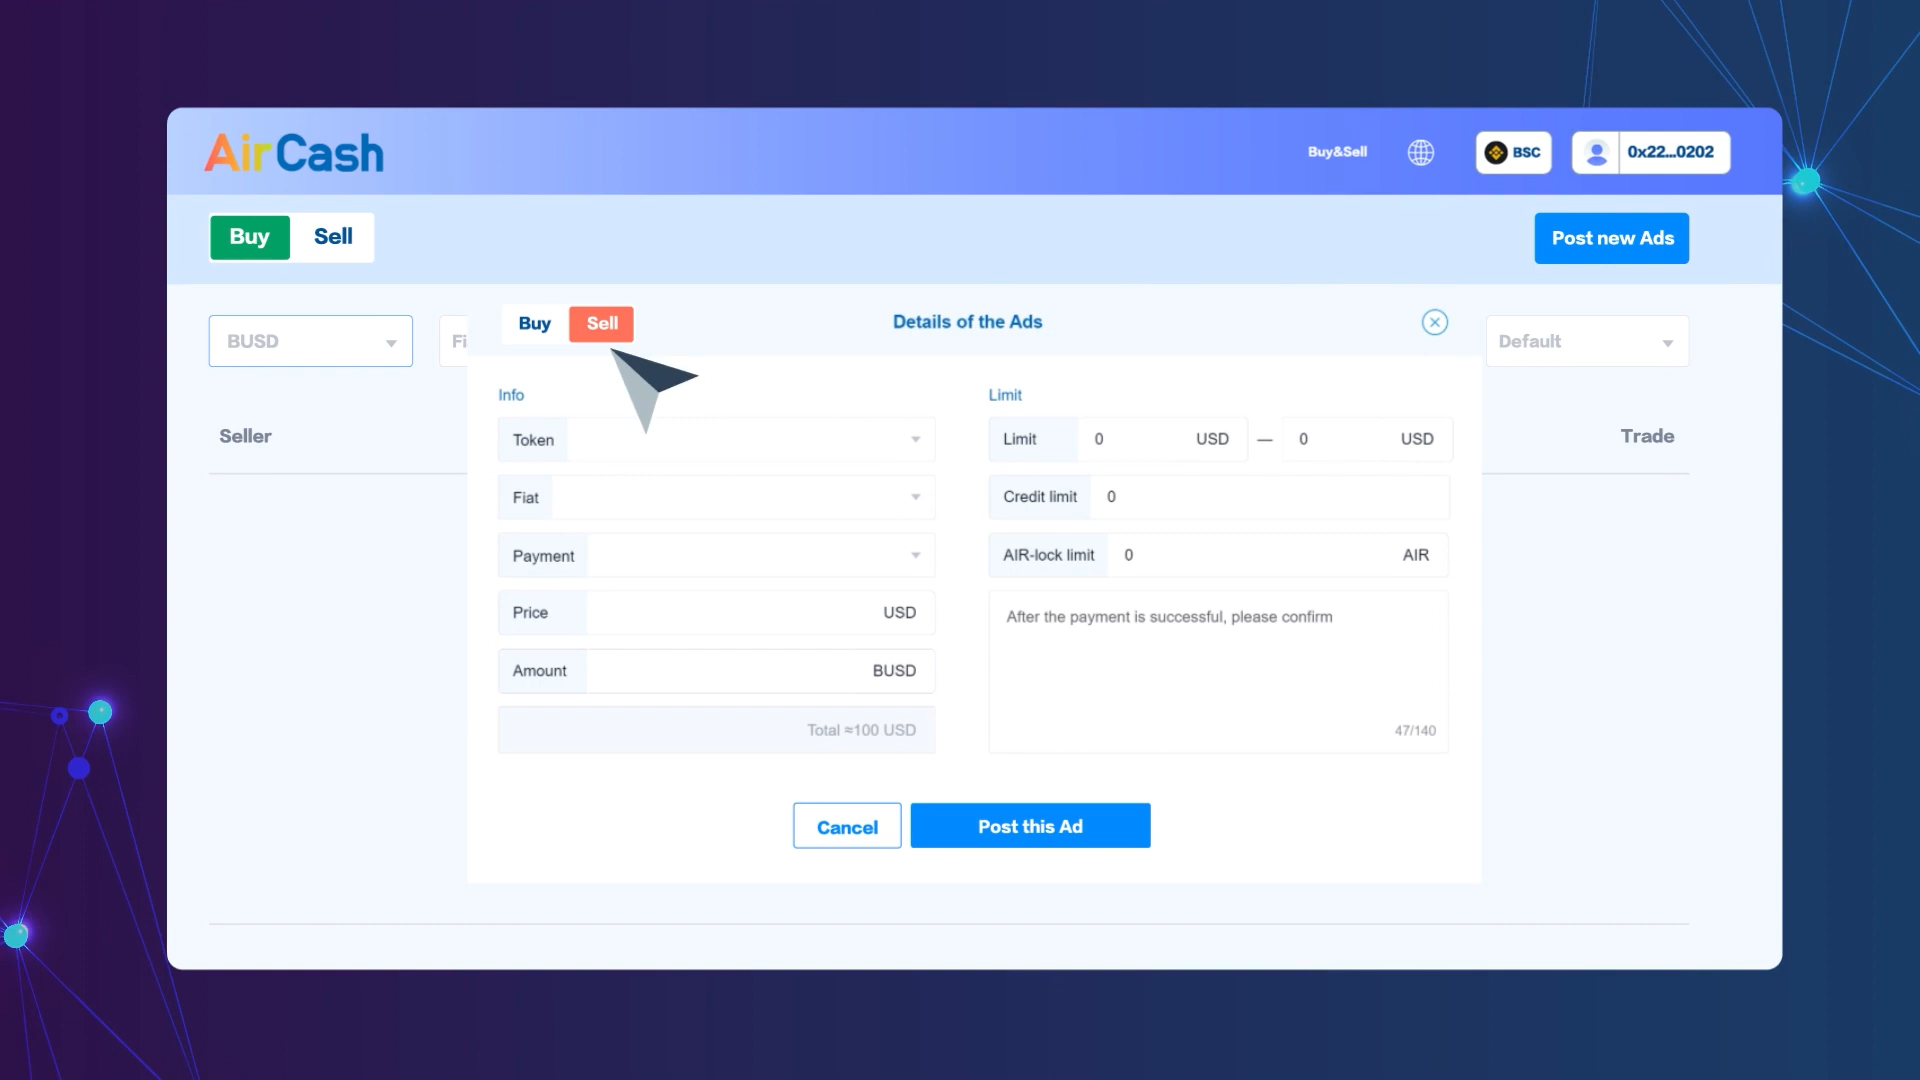 AirCash
Buy&Sell
BSC
0x22...0202
Buy
Sell
Post new Ads
BUSD
Fi
Buy
Sell
Details of the Ads
Default
Seller
Trade
Info
Token
Fiat
Payment
Price USD
Amount BUSD
Total ≈100 USD
Limit
Limit 0 USD — 0 USD
Credit limit 0
AIR-lock limit 0 AIR
After the payment is successful, please confirm
47/140
Cancel
Post this Ad